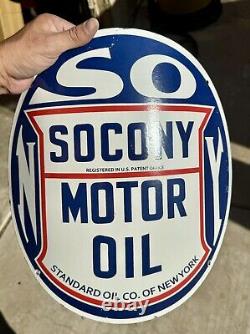 SO
SOCONY
REGISTERED IN U.S. PATENT OFFICE
N
MOTOR
Y
OIL
STANDARD OIL CO. OF NEW YORK
ebay